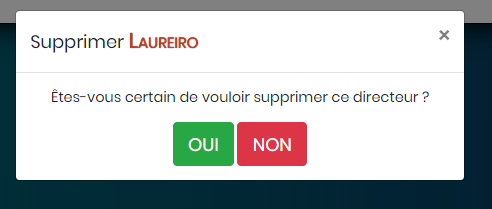 Supprimer LAUREIRO ×
Êtes-vous certain de vouloir supprimer ce directeur ?
OUI NON